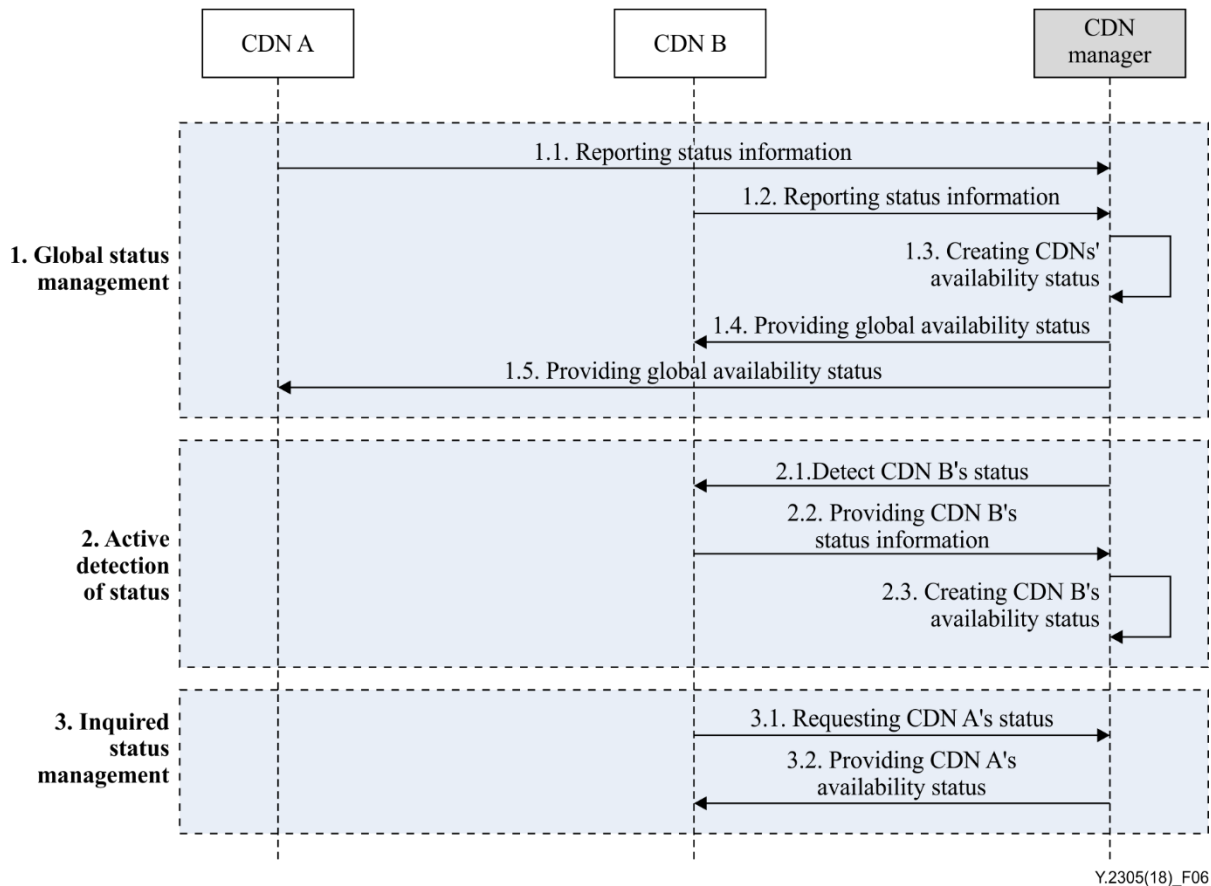 CDN A
CDN B
CDN
manager
1. Global status
management
1.1. Reporting status information
1.2. Reporting status information
1.3. Creating CDNs'
availability status
1.4. Providing global availability status
1.5. Providing global availability status
2. Active
detection
of status
2.1.Detect CDN B's status
2.2. Providing CDN B's
status information
2.3. Creating CDN B's
availability status
3. Inquired
status
management
3.1. Requesting CDN A's status
3.2. Providing CDN A's
availability status
Y.2305(18)_F06